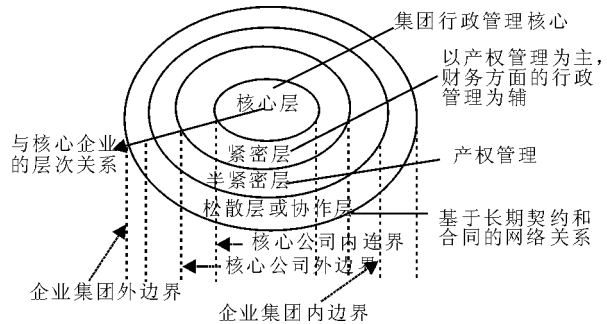 集团行政管理核心
以产权管理为主，
财务方面的行政
管理为辅
核心层
与核心企业
的层次关系
紧密层
产权管理
半紧密层
松散层或协作层
基于长期契约和
合同的网络关系
核心公司内边界
核心公司外边界
企业集团外边界
企业集团内边界